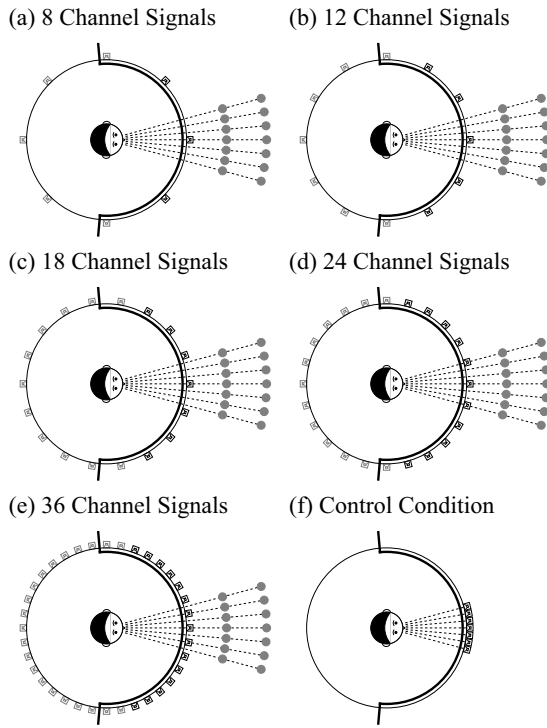 (a) 8 Channel Signals
(b) 12 Channel Signals
(c) 18 Channel Signals
(d) 24 Channel Signals
(e) 36 Channel Signals
(f) Control Condition